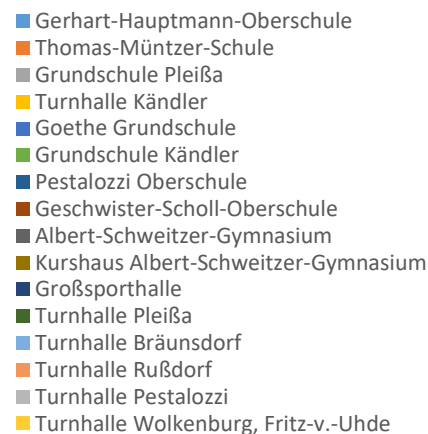 Gerhart-Hauptmann-Oberschule
Thomas-Müntzer-Schule
Grundschule Pleißa
Turnhalle Kändler
Goethe Grundschule
Grundschule Kändler
Pestalozzi Oberschule
Geschwister-Scholl-Oberschule
Albert-Schweitzer-Gymnasium
Kurshaus Albert-Schweitzer-Gymnasium
Großsporthalle
Turnhalle Pleißa
Turnhalle Bräunsdorf
Turnhalle Rußdorf
Turnhalle Pestalozzi
Turnhalle Wolkenburg, Fritz-v.-Uhde